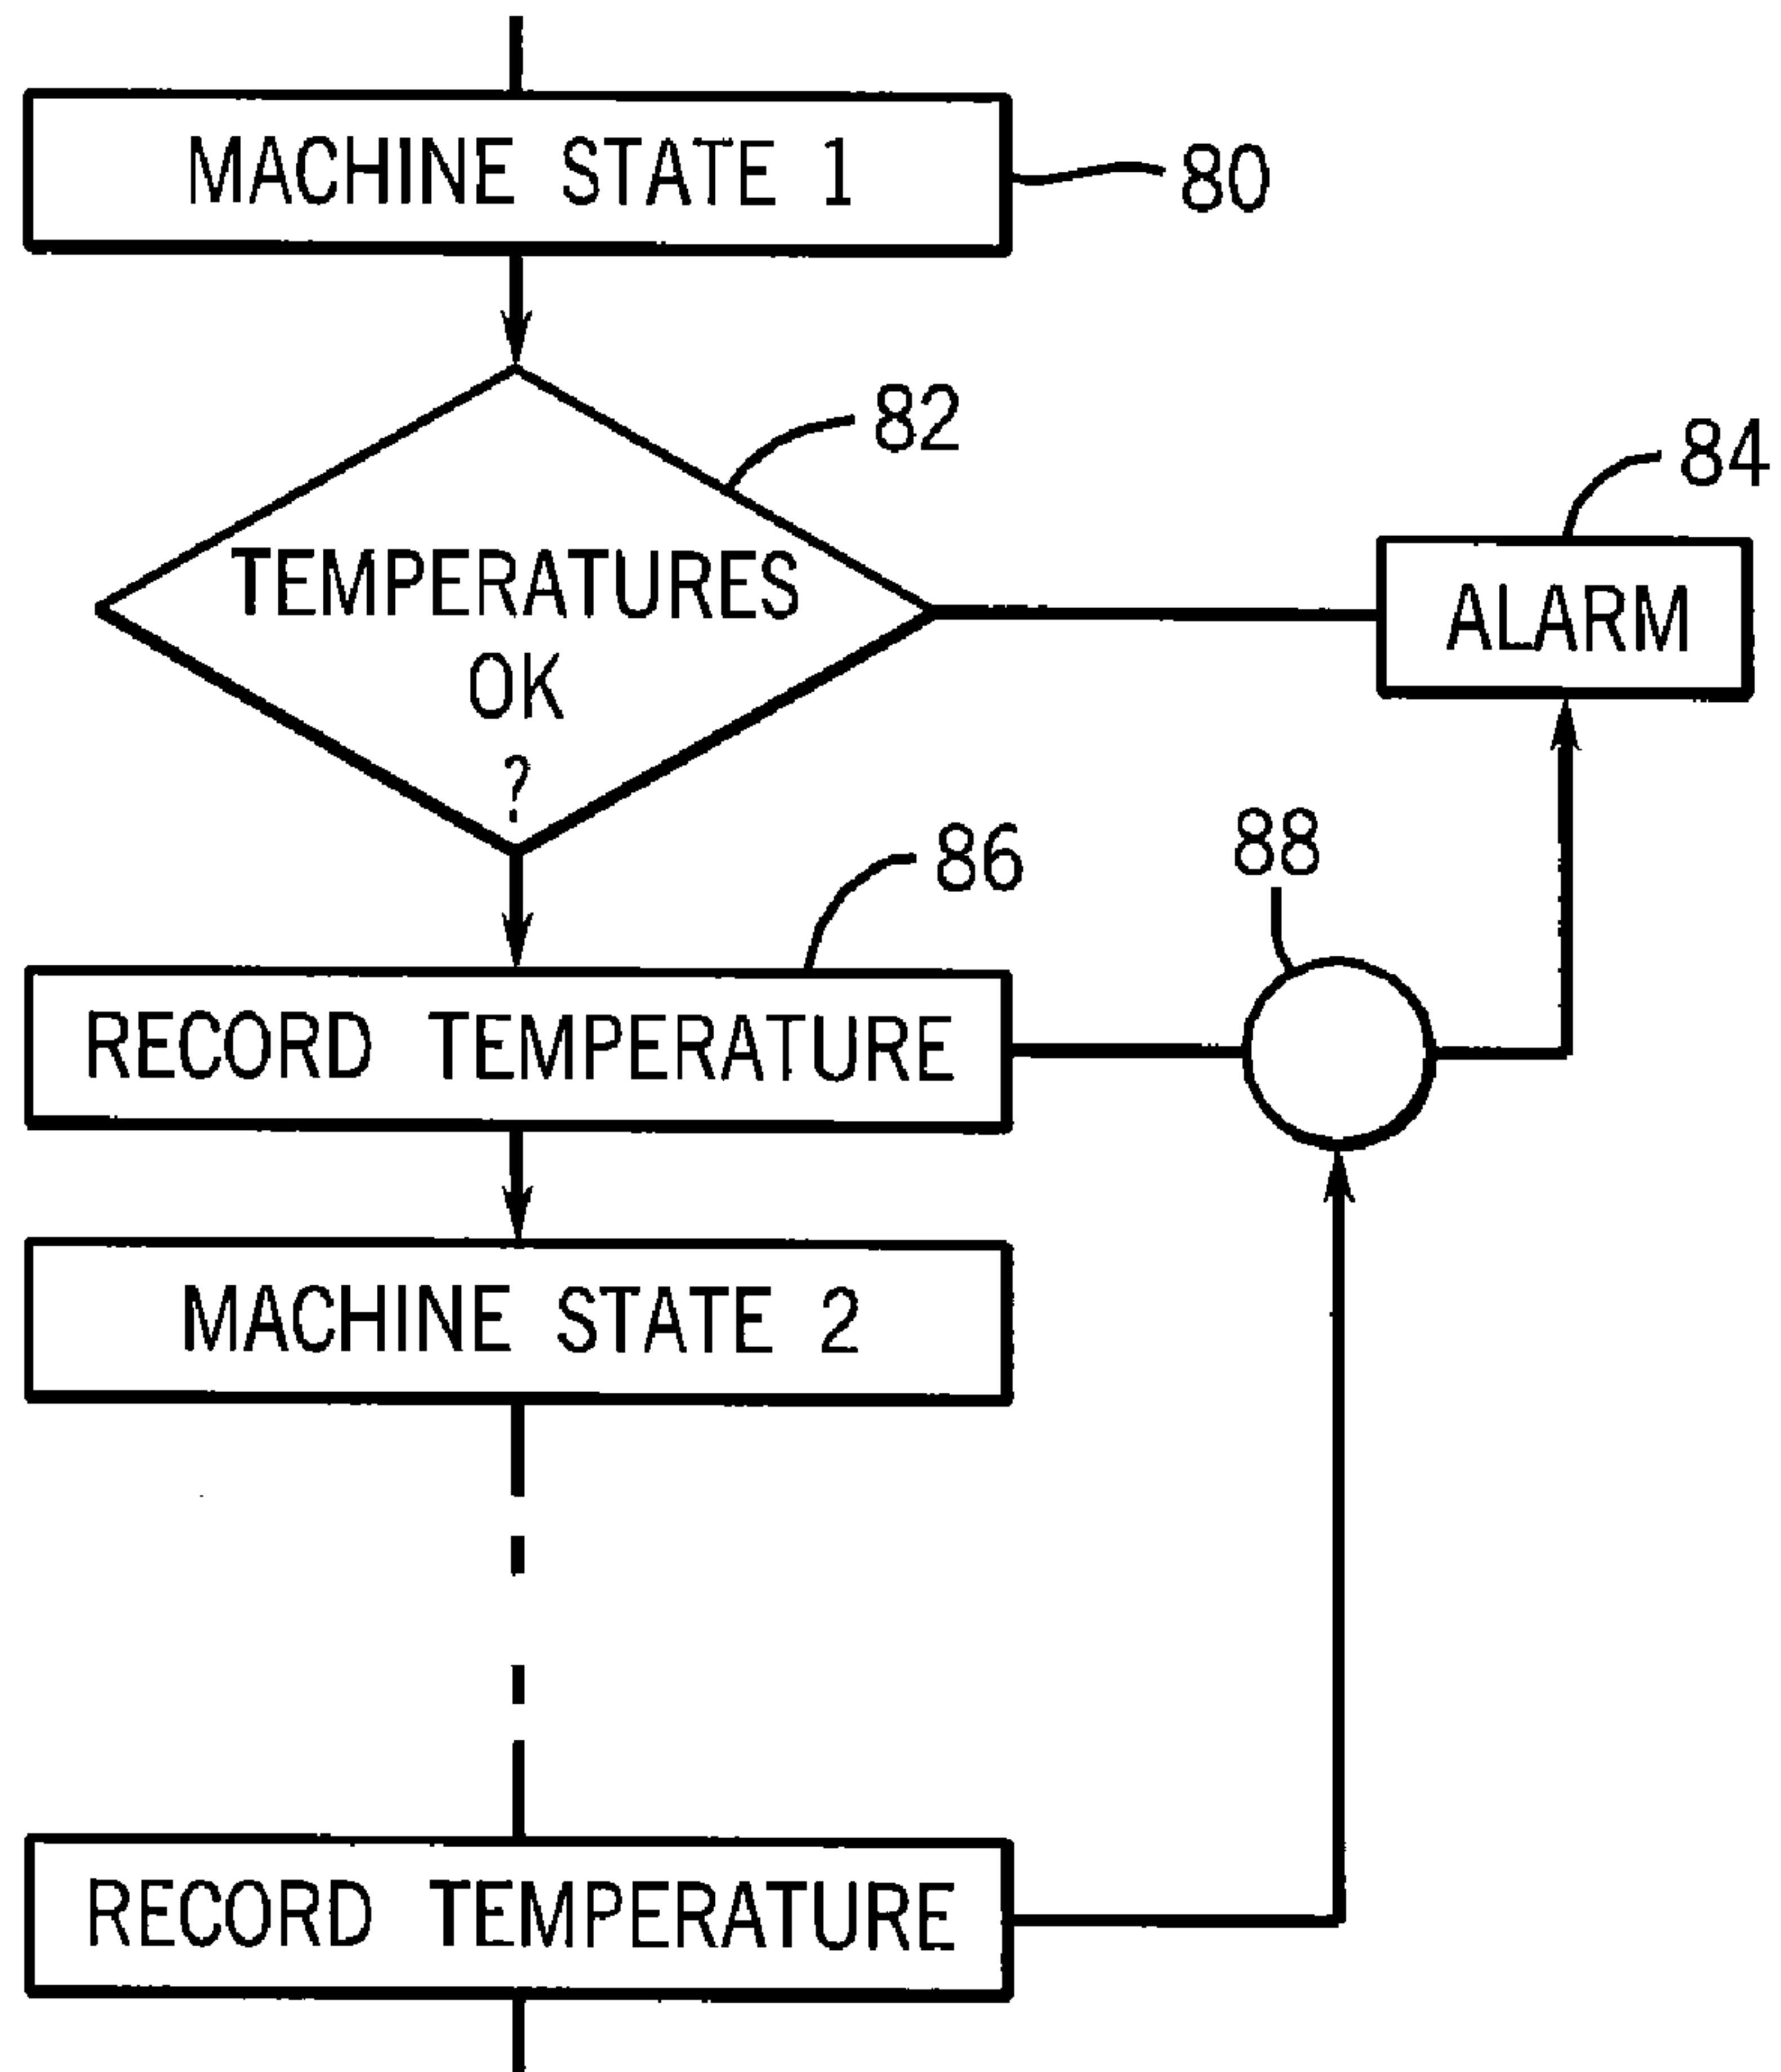 MACHINE STATE 1
80
82
TEMPERATURES
OK
?
84
ALARM
86
88
RECORD TEMPERATURE
MACHINE STATE 2
RECORD TEMPERATURE